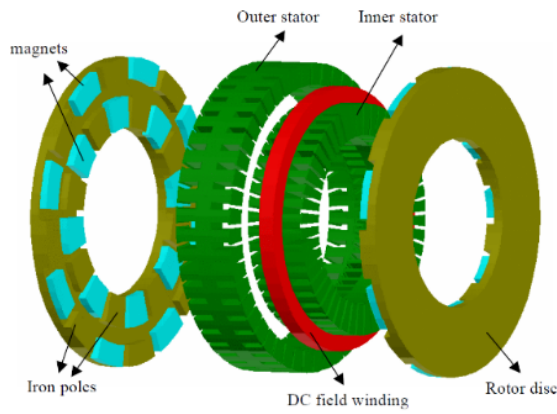 Outer stator
Inner stator
magnets
Iron poles
DC field winding
Rotor disc